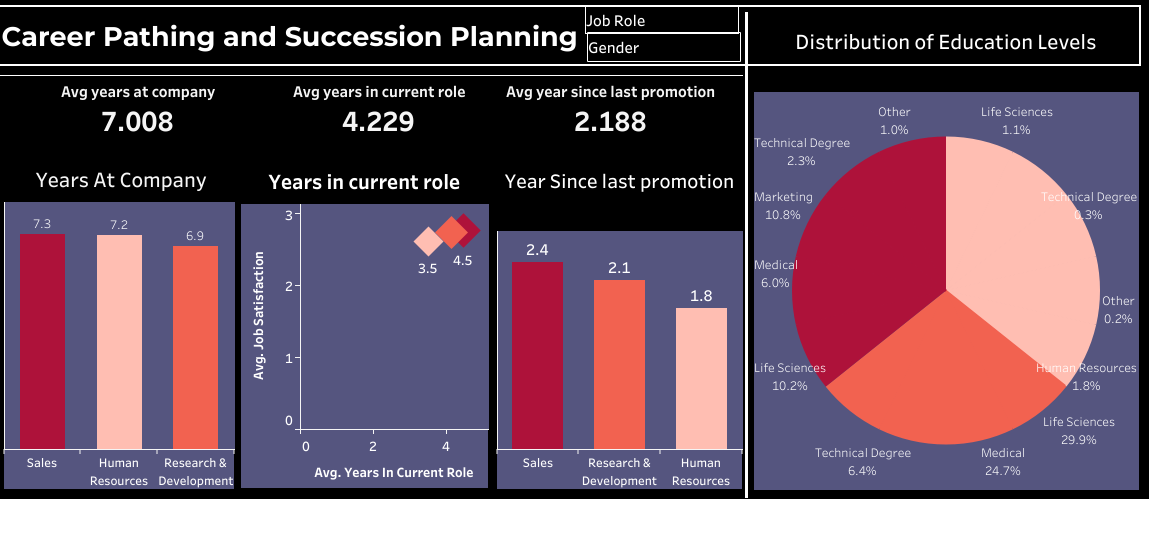 Career Pathing and Succession Planning
Job Role
Gender
Distribution of Education Levels
Avg years at company
7.008
Avg years in current role
4.229
Avg year since last promotion
2.188
Years At Company
7.3
7.2
6.9
Sales
Human
Resources
Research &
Development
Years in current role
Avg. Job Satisfaction
3
2
1
0
3.5
4.5
0
2
4
Avg. Years In Current Role
Year Since last promotion
2.4
2.1
1.8
Sales
Research &
Development
Human
Resources
Other
1.0%
Life Sciences
1.1%
Technical Degree
2.3%
Technical Degree
0.3%
Marketing
10.8%
Medical
6.0%
Other
0.2%
Life Sciences
10.2%
Human Resources
1.8%
Life Sciences
29.9%
Technical Degree
6.4%
Medical
24.7%